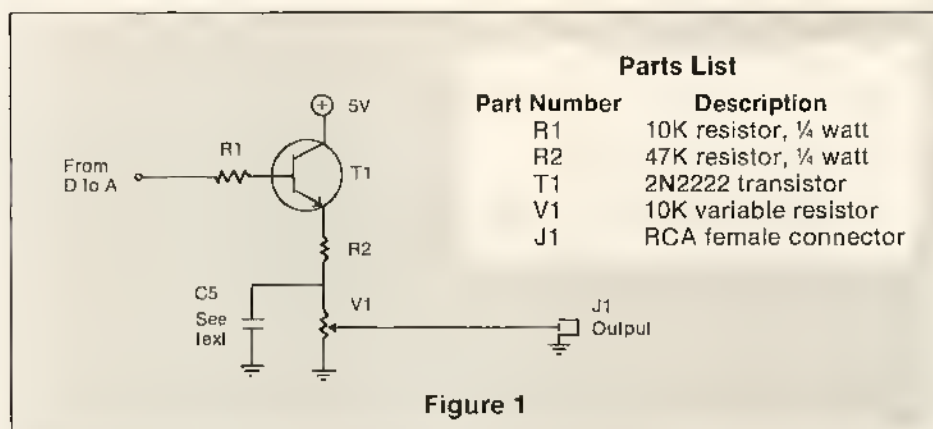 Parts List
Part Number Description
R1 10K resistor, ¼ watt
R2 47K resistor, ¼ watt
T1 2N2222 transistor
V1 10K variable resistor
J1 RCA female connector
5V
R1
From
D to A
T1
R2
C5
See
text
V1
J1
Output
Figure 1